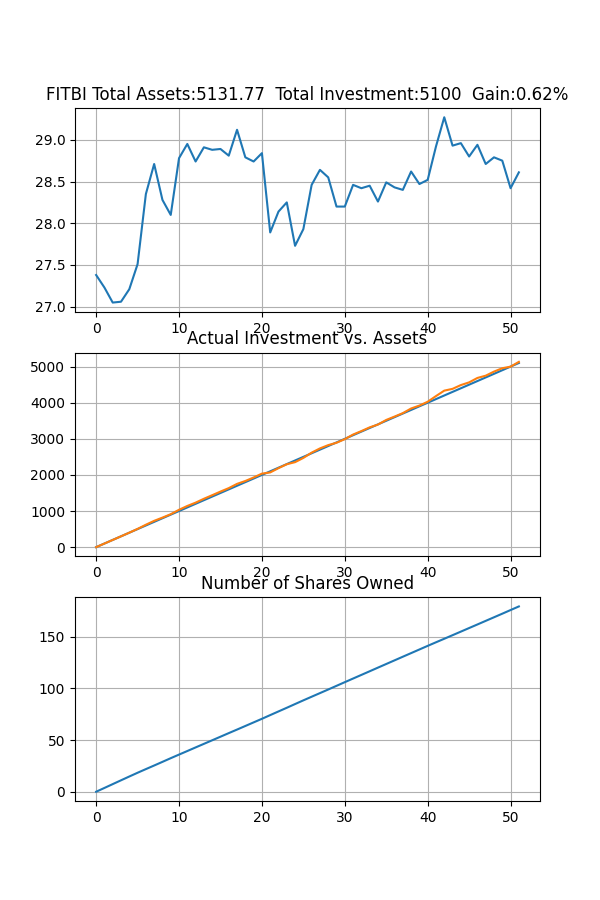 FITBI Total Assets:5131.77  Total Investment:5100  Gain:0.62%
29.0
28.5
28.0
27.5
27.0
0 10 20 30 40 50
Actual Investment vs. Assets
5000
4000
3000
2000
1000
0
0 10 20 30 40 50
Number of Shares Owned
150
100
50
0
0 10 20 30 40 50